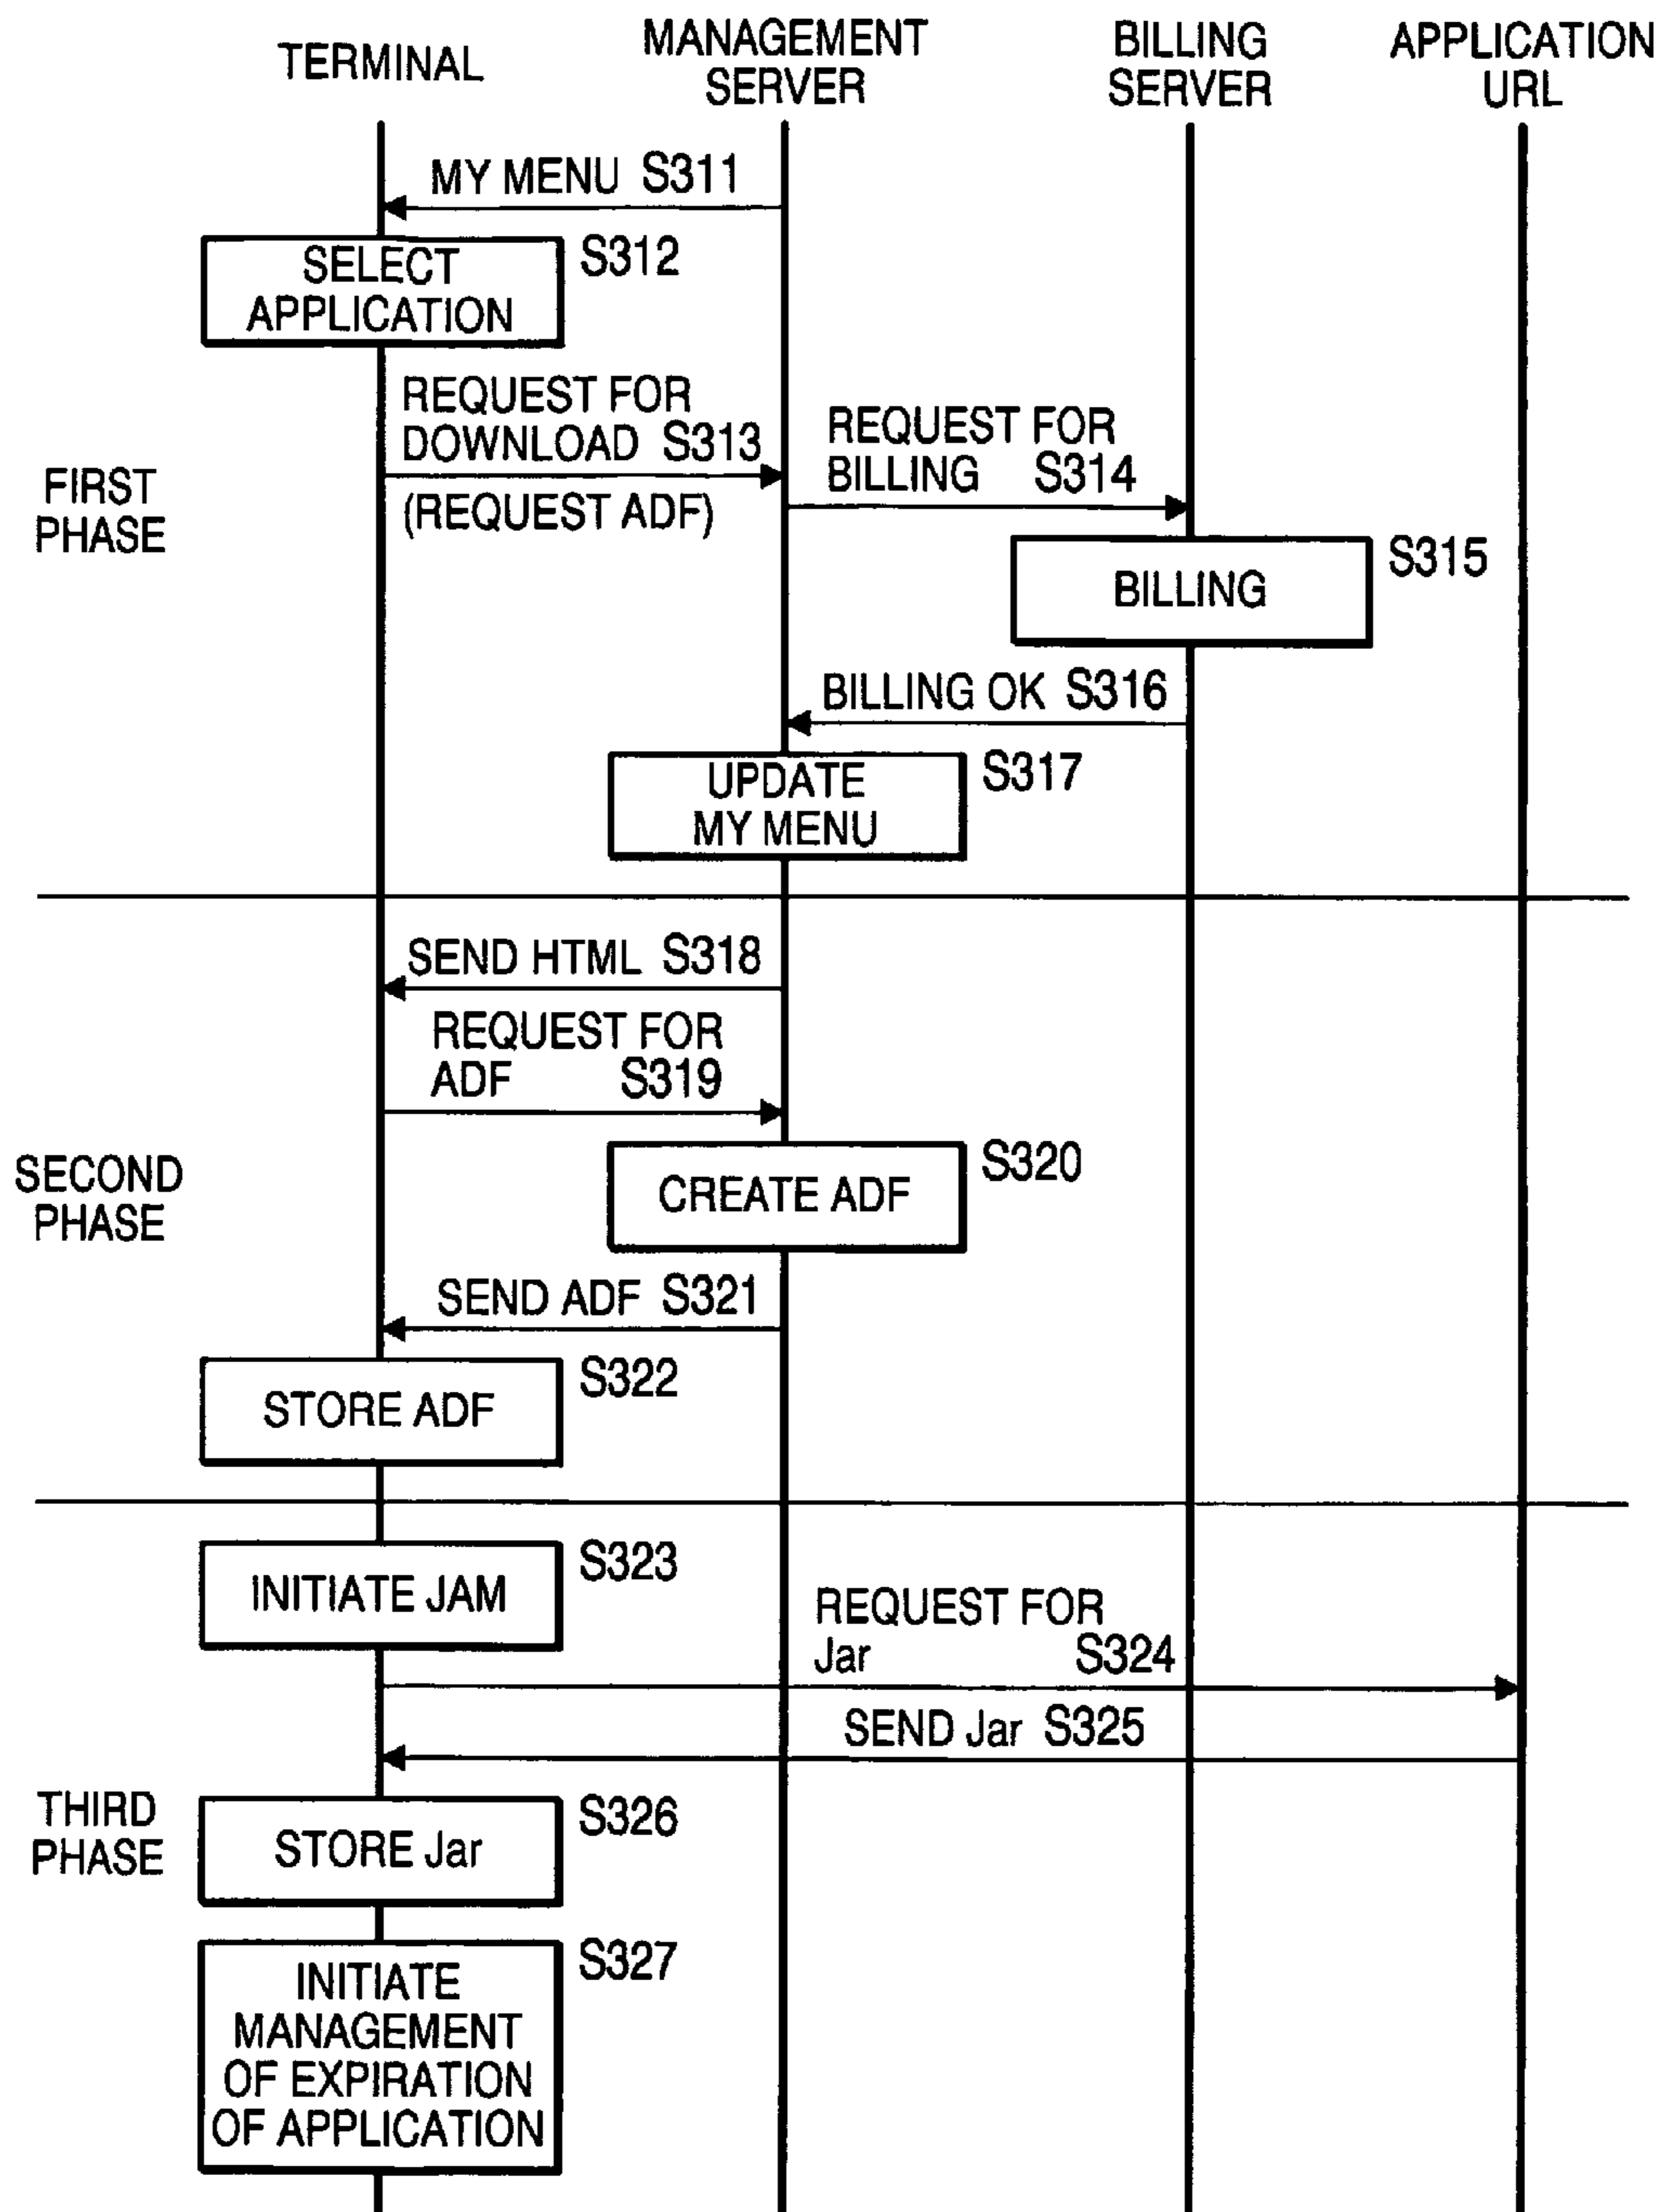 TERMINAL
MANAGEMENT
SERVER
BILLING
SERVER
APPLICATION
URL
MY MENU S311
SELECT
APPLICATION
S312
REQUEST FOR
DOWNLOAD S313
(REQUEST ADF)
REQUEST FOR
BILLING S314
FIRST
PHASE
BILLING
S315
BILLING OK S316
UPDATE
MY MENU
S317
SEND HTML S318
REQUEST FOR
ADF S319
SECOND
PHASE
CREATE ADF
S320
SEND ADF S321
STORE ADF
S322
INITIATE JAM
S323
REQUEST FOR
Jar S324
SEND Jar S325
THIRD
PHASE
STORE Jar
S326
INITIATE
MANAGEMENT
OF EXPIRATION
OF APPLICATION
S327